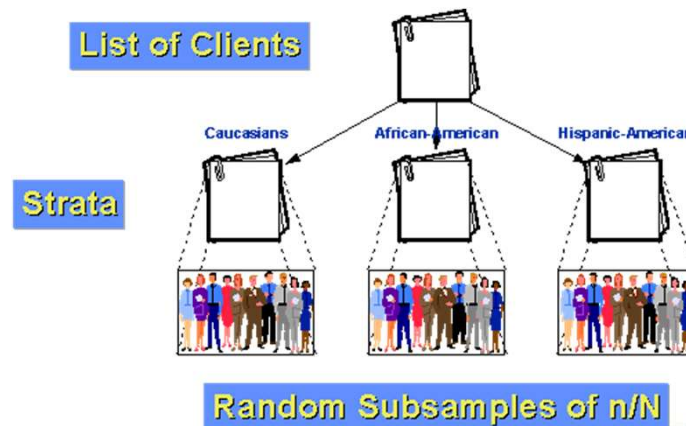 List of Clients
Caucasians African-American Hispanic-American
Strata
Random Subsamples of n/N